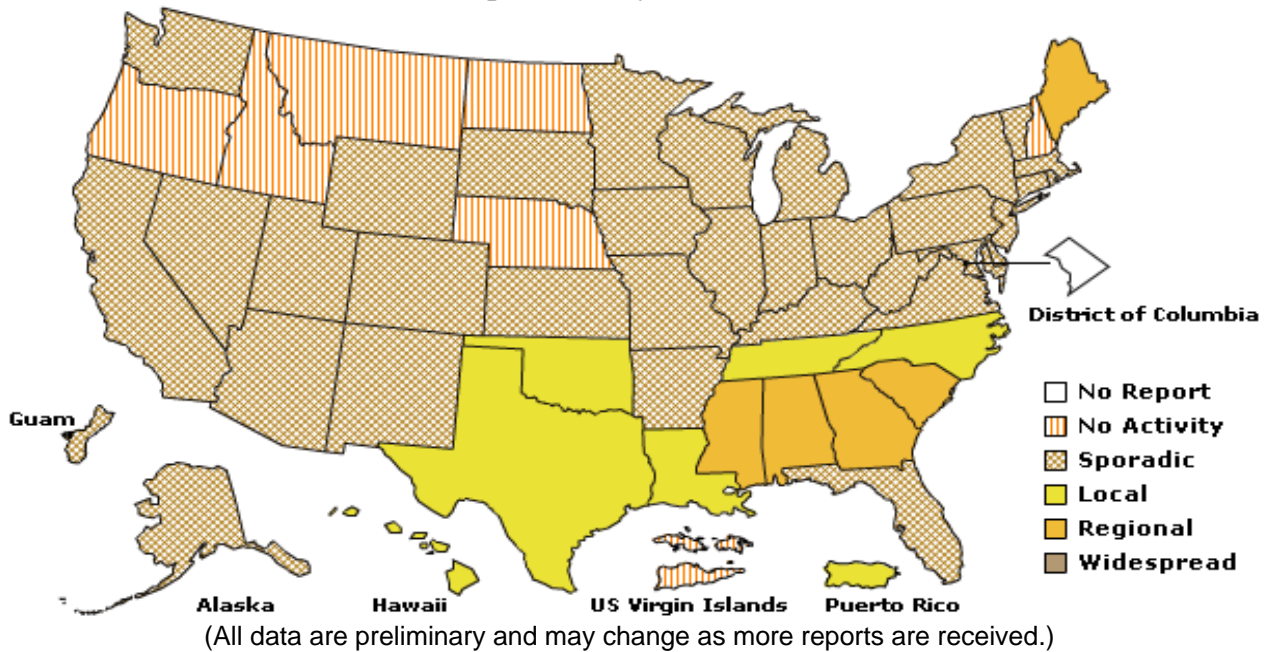 District of Columbia
No Report
No Activity
Guam
Sporadic
Local
Regional
Widespread
Alaska
Hawaii
US Virgin Islands
Puerto Rico
(All data are preliminary and may change as more reports are received.)